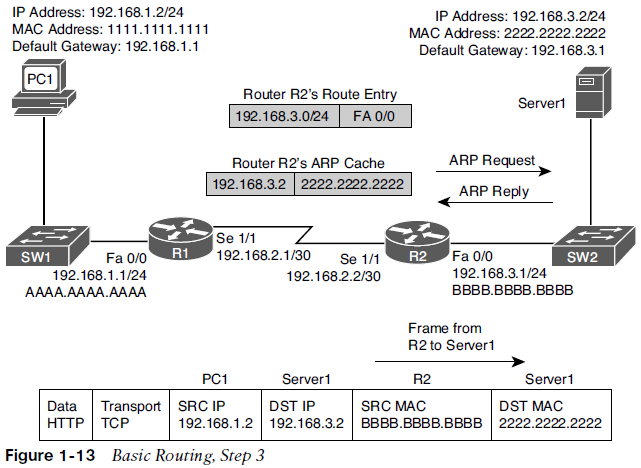 IP Address: 192.168.1.2/24
MAC Address: 1111.1111.1111
Default Gateway: 192.168.1.1
IP Address: 192.168.3.2/24
MAC Address: 2222.2222.2222
Default Gateway: 192.168.3.1
PC1
Server1
Router R2's Route Entry
192.168.3.0/24 FA 0/0
Router R2's ARP Cache
192.168.3.2 2222.2222.2222
ARP Request
ARP Reply
SW1
Fa 0/0
192.168.1.1/24
AAAA.AAAA.AAAA
R1
Se 1/1
192.168.2.1/30
Se 1/1
192.168.2.2/30
R2
Fa 0/0
192.168.3.1/24
BBBB.BBBB.BBBB
SW2
Frame from
R2 to Server1
PC1 Server1 R2 Server1
Data Transport SRC IP DST IP SRC MAC DST MAC
HTTP TCP 192.168.1.2 192.168.3.2 BBBB.BBBB.BBBB 2222.2222.2222
Figure 1-13 Basic Routing, Step 3